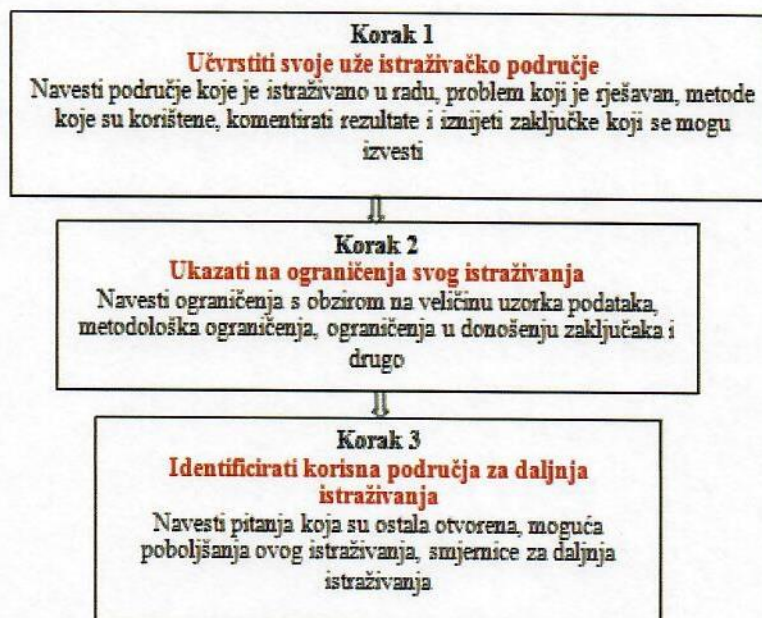 Korak 1
Učvrstiti svoje uže istraživačko područje
Navesti područje koje je istraživano u radu, problem koji je rješavan, metode
koje su korištene, komentirati rezultate i iznijeti zaključke koji se mogu
izvesti
Korak 2
Ukazati na ograničenja svog istraživanja
Navesti ograničenja s obzirom na veličinu uzorka podataka,
metodološka ograničenja, ograničenja u donošenju zaključaka i
drugo
Korak 3
Identificirati korisna područja za daljnja
istraživanja
Navesti pitanja koja su ostala otvorena, moguća
poboljšanja ovog istraživanja, smjernice za daljnja
istraživanja